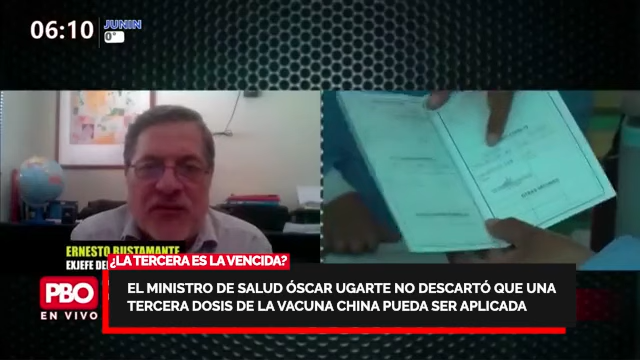 06:10
JUNIN
0°
ERNESTO BUSTAMANTE
EXJEFE DEL
¿LA TERCERA ES LA VENCIDA?
EL MINISTRO DE SALUD ÓSCAR UGARTE NO DESCARTÓ QUE UNA
TERCERA DOSIS DE LA VACUNA CHINA PUEDA SER APLICADA
PBO
EN VIVO